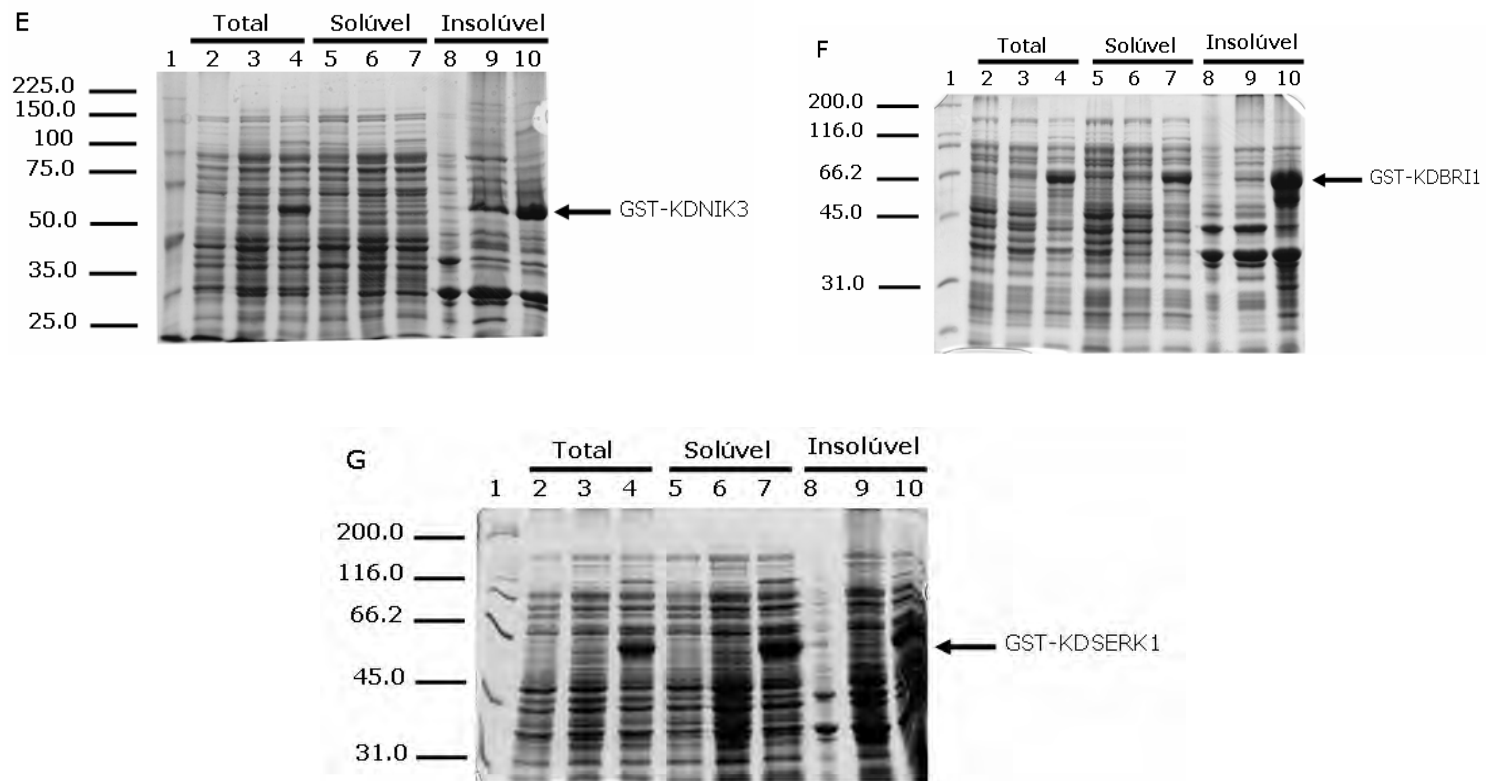 E
Total Solúvel Insolúvel
1 2 3 4 5 6 7 8 9 10
225.0
150.0
100
75.0
50.0
35.0
25.0
GST-KDNIK3
F
Total Solúvel Insolúvel
1 2 3 4 5 6 7 8 9 10
200.0
116.0
66.2
45.0
31.0
GST-KDBRI1
G
Total Solúvel Insolúvel
1 2 3 4 5 6 7 8 9 10
200.0
116.0
66.2
45.0
31.0
GST-KDSERK1